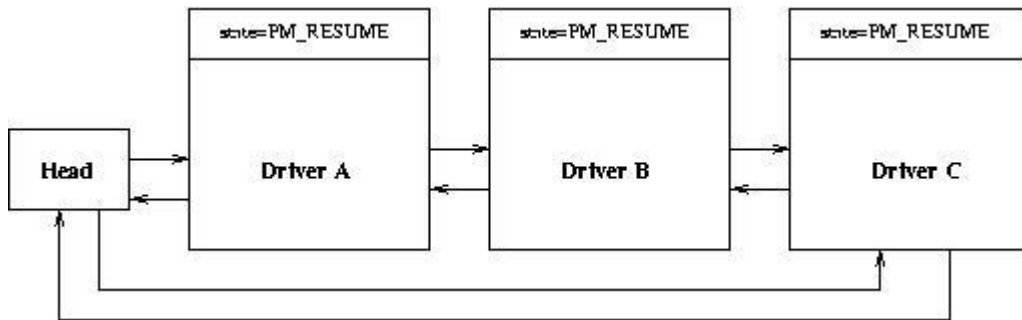 state=PM_RESUME
state=PM_RESUME
state=PM_RESUME
Head
Driver A
Driver B
Driver C